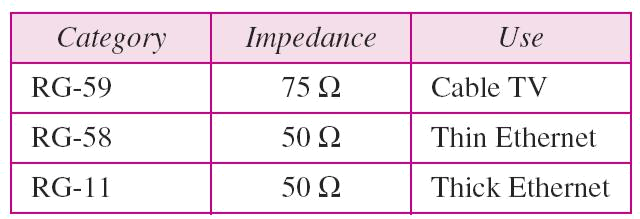 Category Impedance Use
RG-59 75 Ω Cable TV
RG-58 50 Ω Thin Ethernet
RG-11 50 Ω Thick Ethernet